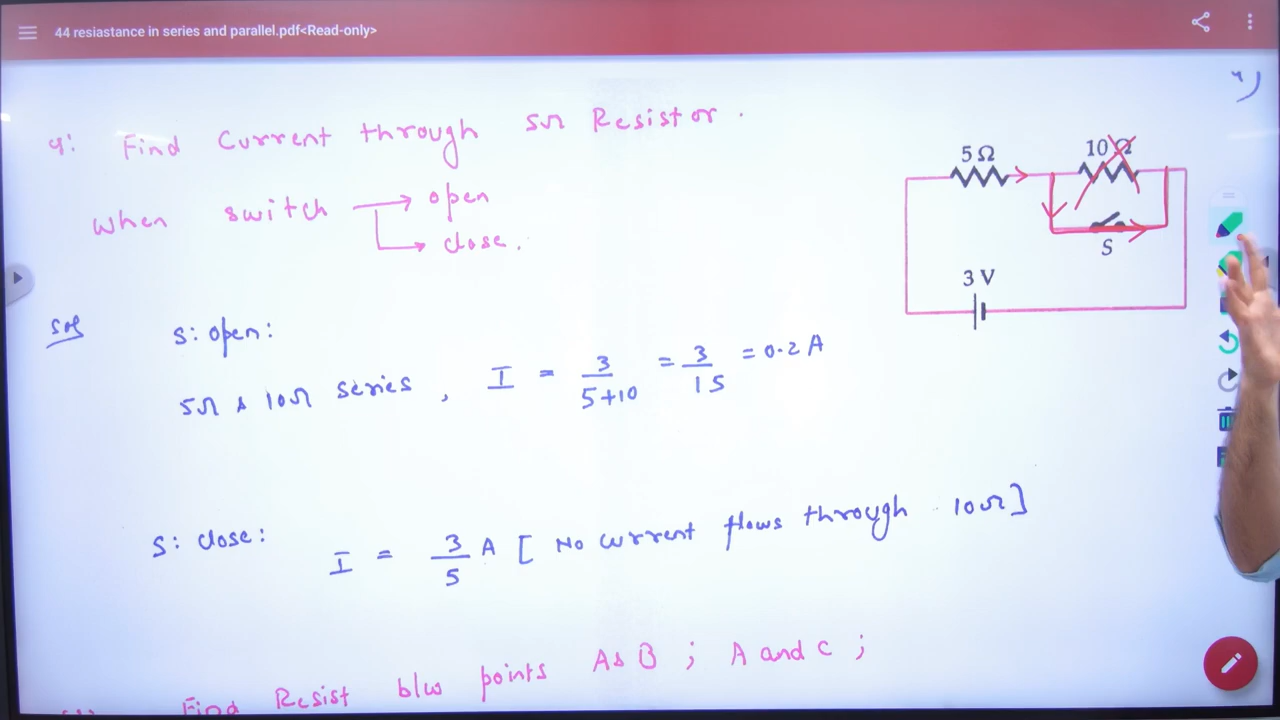 44 resiastance in series and parallel.pdf<Read-only>
4)
9: Find Current through 5Ω Resistor.
When switch → open
→ close.
5Ω
10Ω
S
3 V
Sol
S: open:
5Ω & 10Ω series, I = 3/5+10 = 3/15 = 0.2 A
S: close:
I = 3/5 A [ No current flows through 10Ω]
Find Resist b/w points A & B ; A and C ;